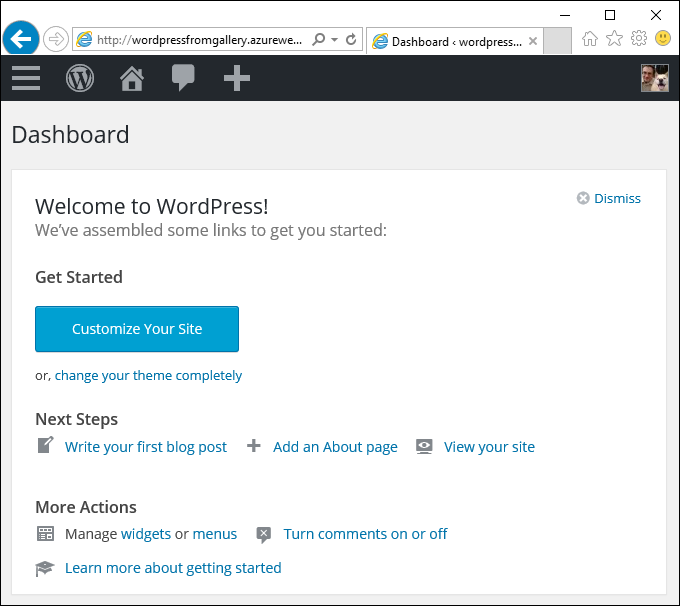 http://wordpressfromgallery.azurewe...
Dashboard ‹ wordpress...
Dashboard
Welcome to WordPress!
Dismiss
We've assembled some links to get you started:
Get Started
Customize Your Site
or, change your theme completely
Next Steps
Write your first blog post Add an About page View your site
More Actions
Manage widgets or menus Turn comments on or off
Learn more about getting started